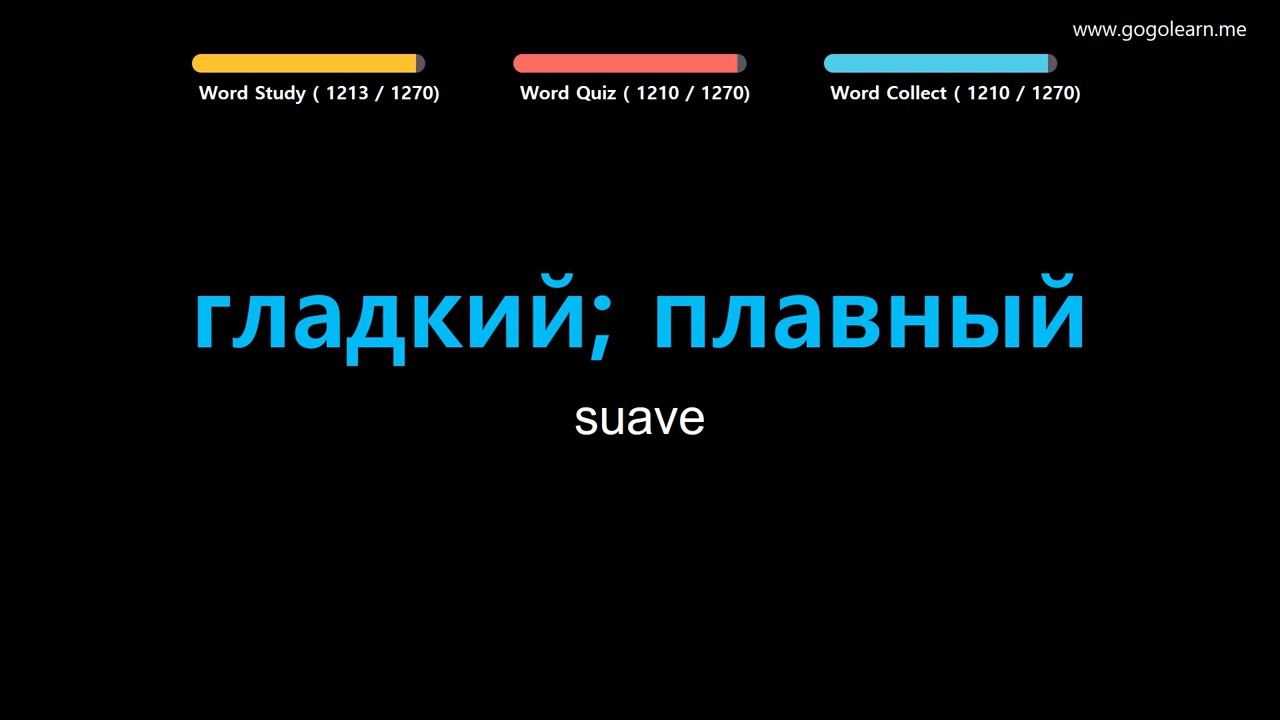 www.gogolearn.me
Word Study ( 1213 / 1270)
Word Quiz ( 1210 / 1270)
Word Collect ( 1210 / 1270)
гладкий; плавный
suave